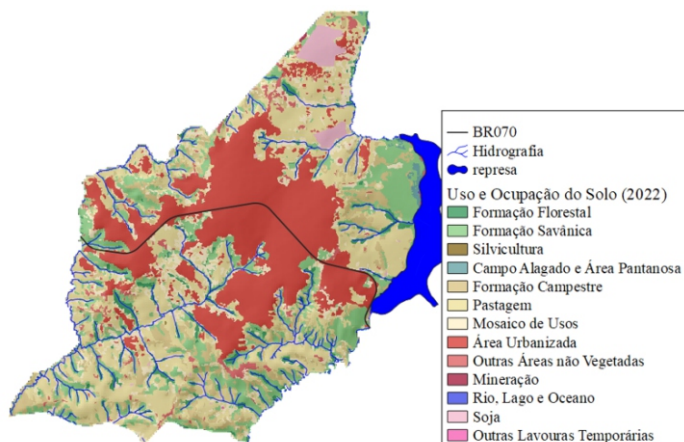 BR070
Hidrografia
represa
Uso e Ocupação do Solo (2022)
Formação Florestal
Formação Savânica
Silvicultura
Campo Alagado e Área Pantanosa
Formação Campestre
Pastagem
Mosaico de Usos
Área Urbanizada
Outras Áreas não Vegetadas
Mineração
Rio, Lago e Oceano
Soja
Outras Lavouras Temporárias